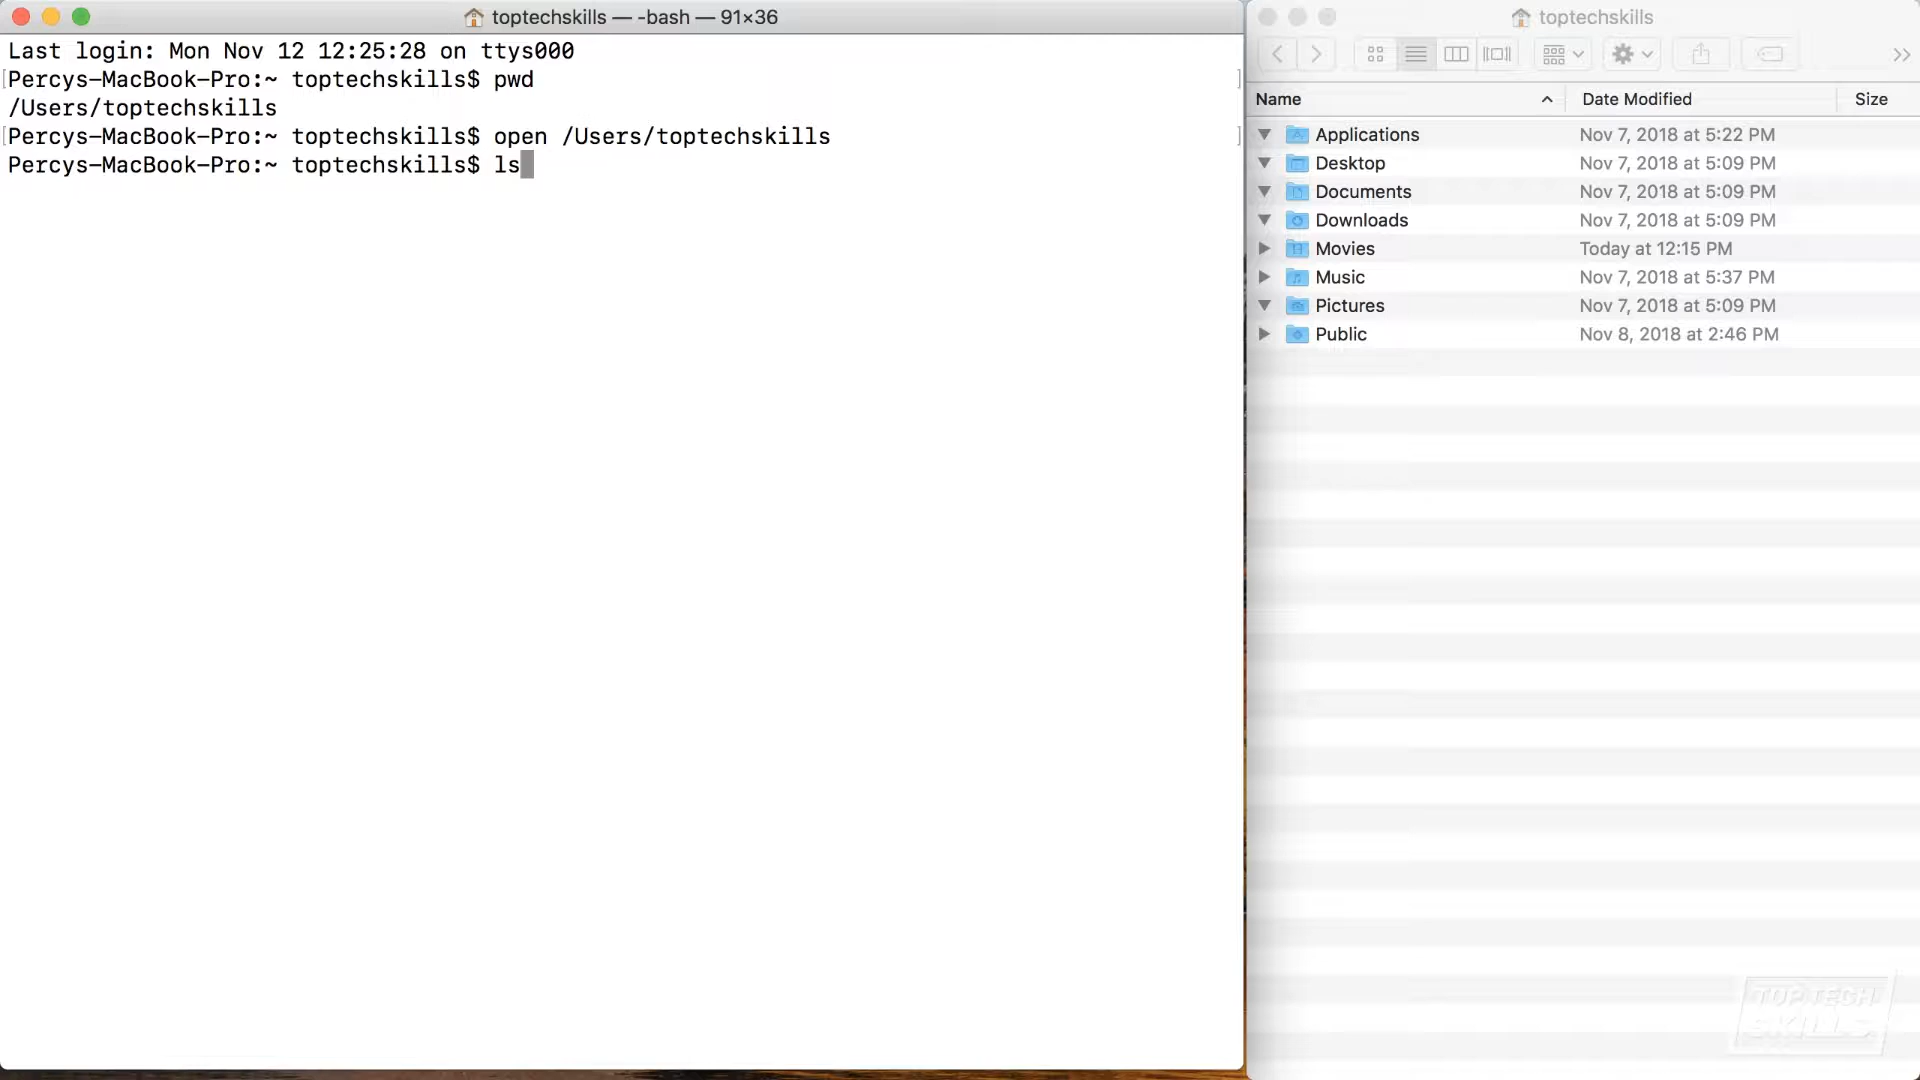 toptechskills — -bash — 91×36
Last login: Mon Nov 12 12:25:28 on ttys000
[Percys-MacBook-Pro:~ toptechskills$ pwd ]
/Users/toptechskills
[Percys-MacBook-Pro:~ toptechskills$ open /Users/toptechskills ]
Percys-MacBook-Pro:~ toptechskills$ ls
toptechskills
Name Date Modified Size
Applications Nov 7, 2018 at 5:22 PM
Desktop Nov 7, 2018 at 5:09 PM
Documents Nov 7, 2018 at 5:09 PM
Downloads Nov 7, 2018 at 5:09 PM
Movies Today at 12:15 PM
Music Nov 7, 2018 at 5:37 PM
Pictures Nov 7, 2018 at 5:09 PM
Public Nov 8, 2018 at 2:46 PM
TOP TECH
SKILLS